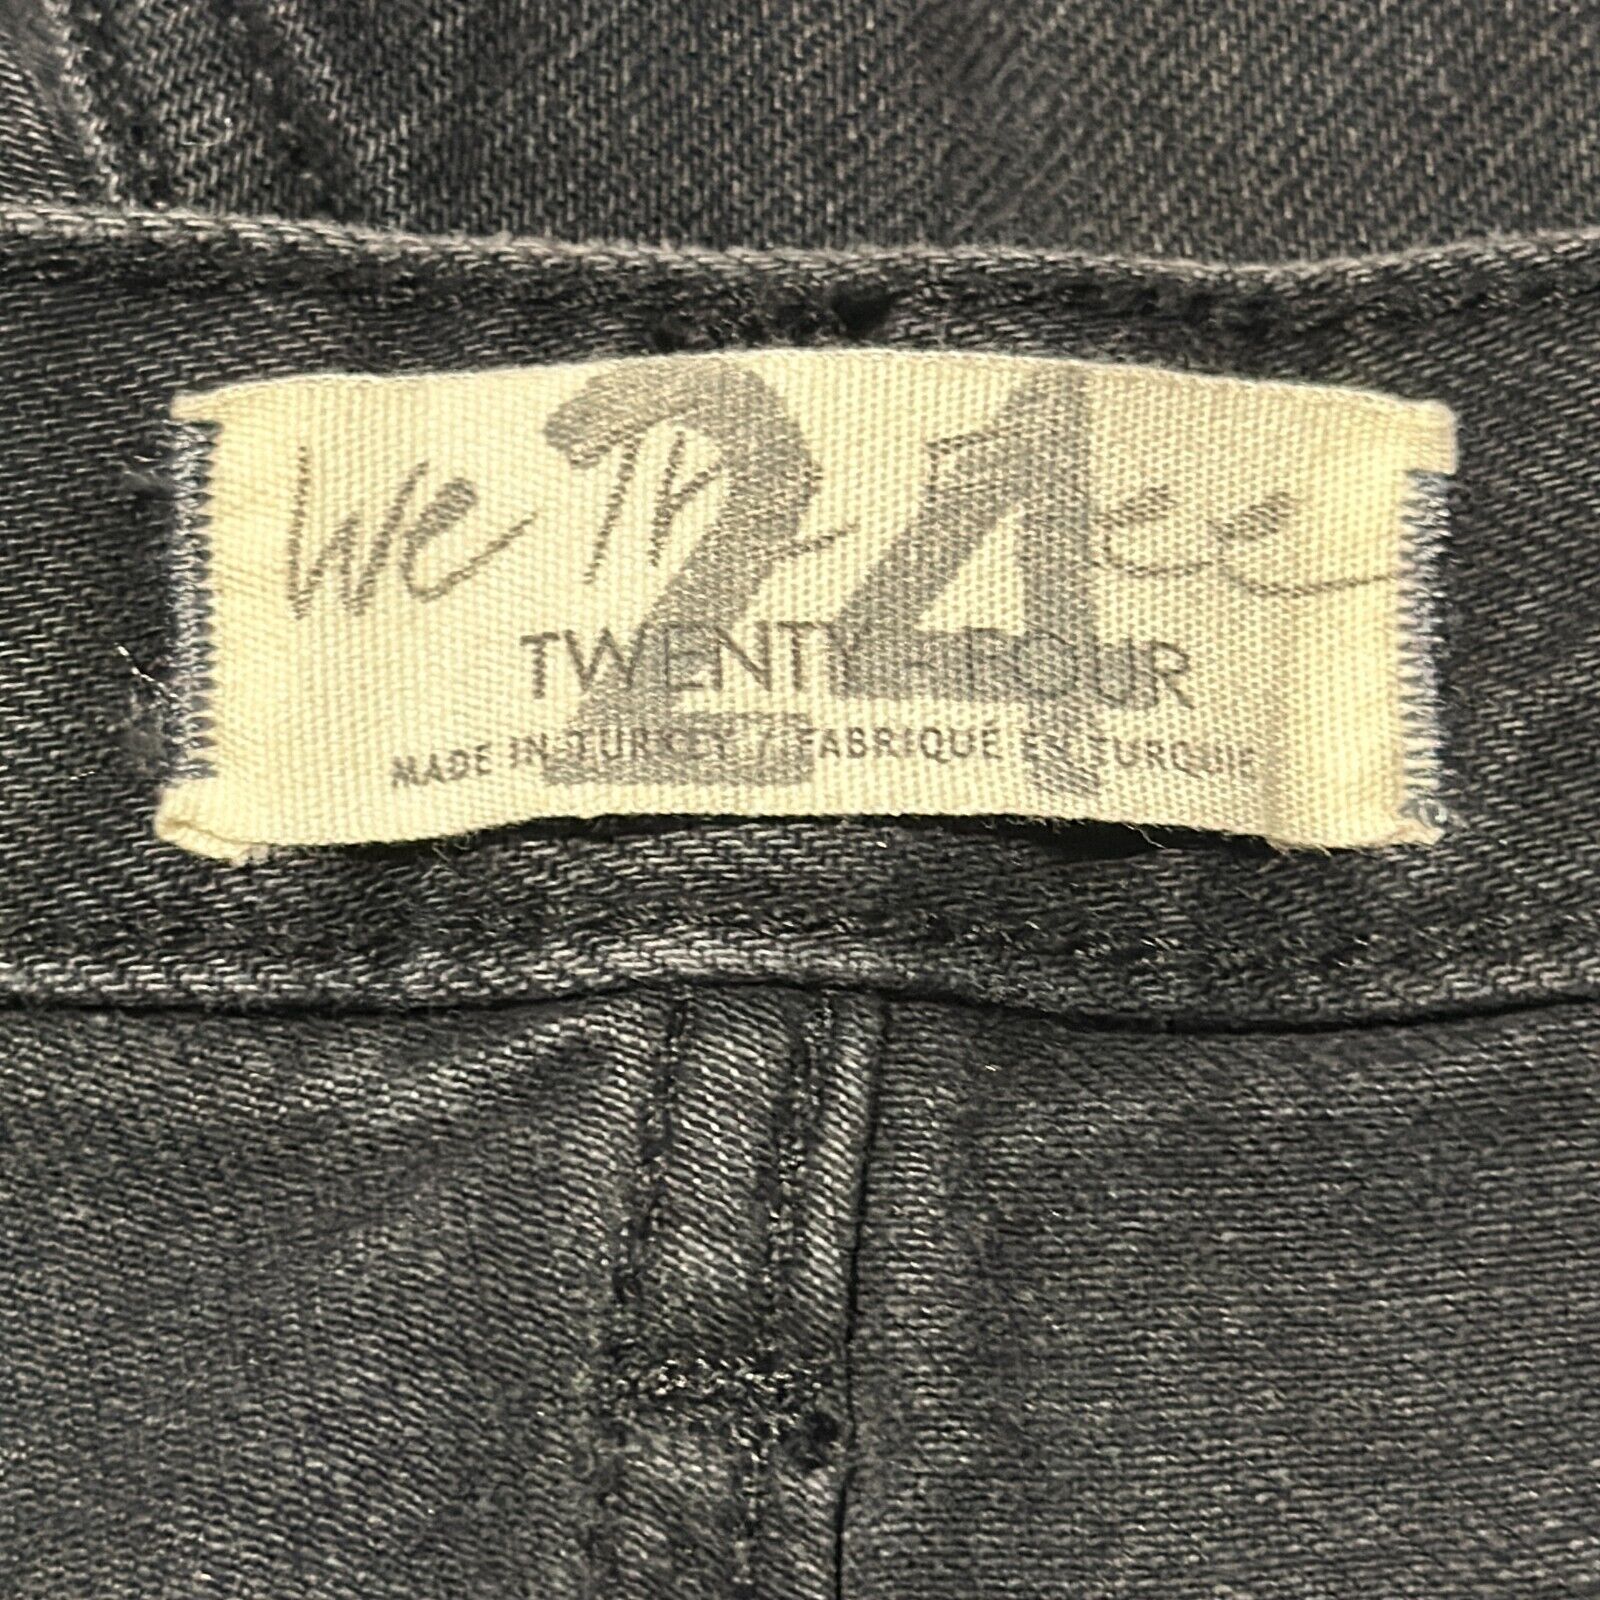 We The Free
24
TWENTY-FOUR
MADE IN TURKEY / FABRIQUÉ EN TURQUIE